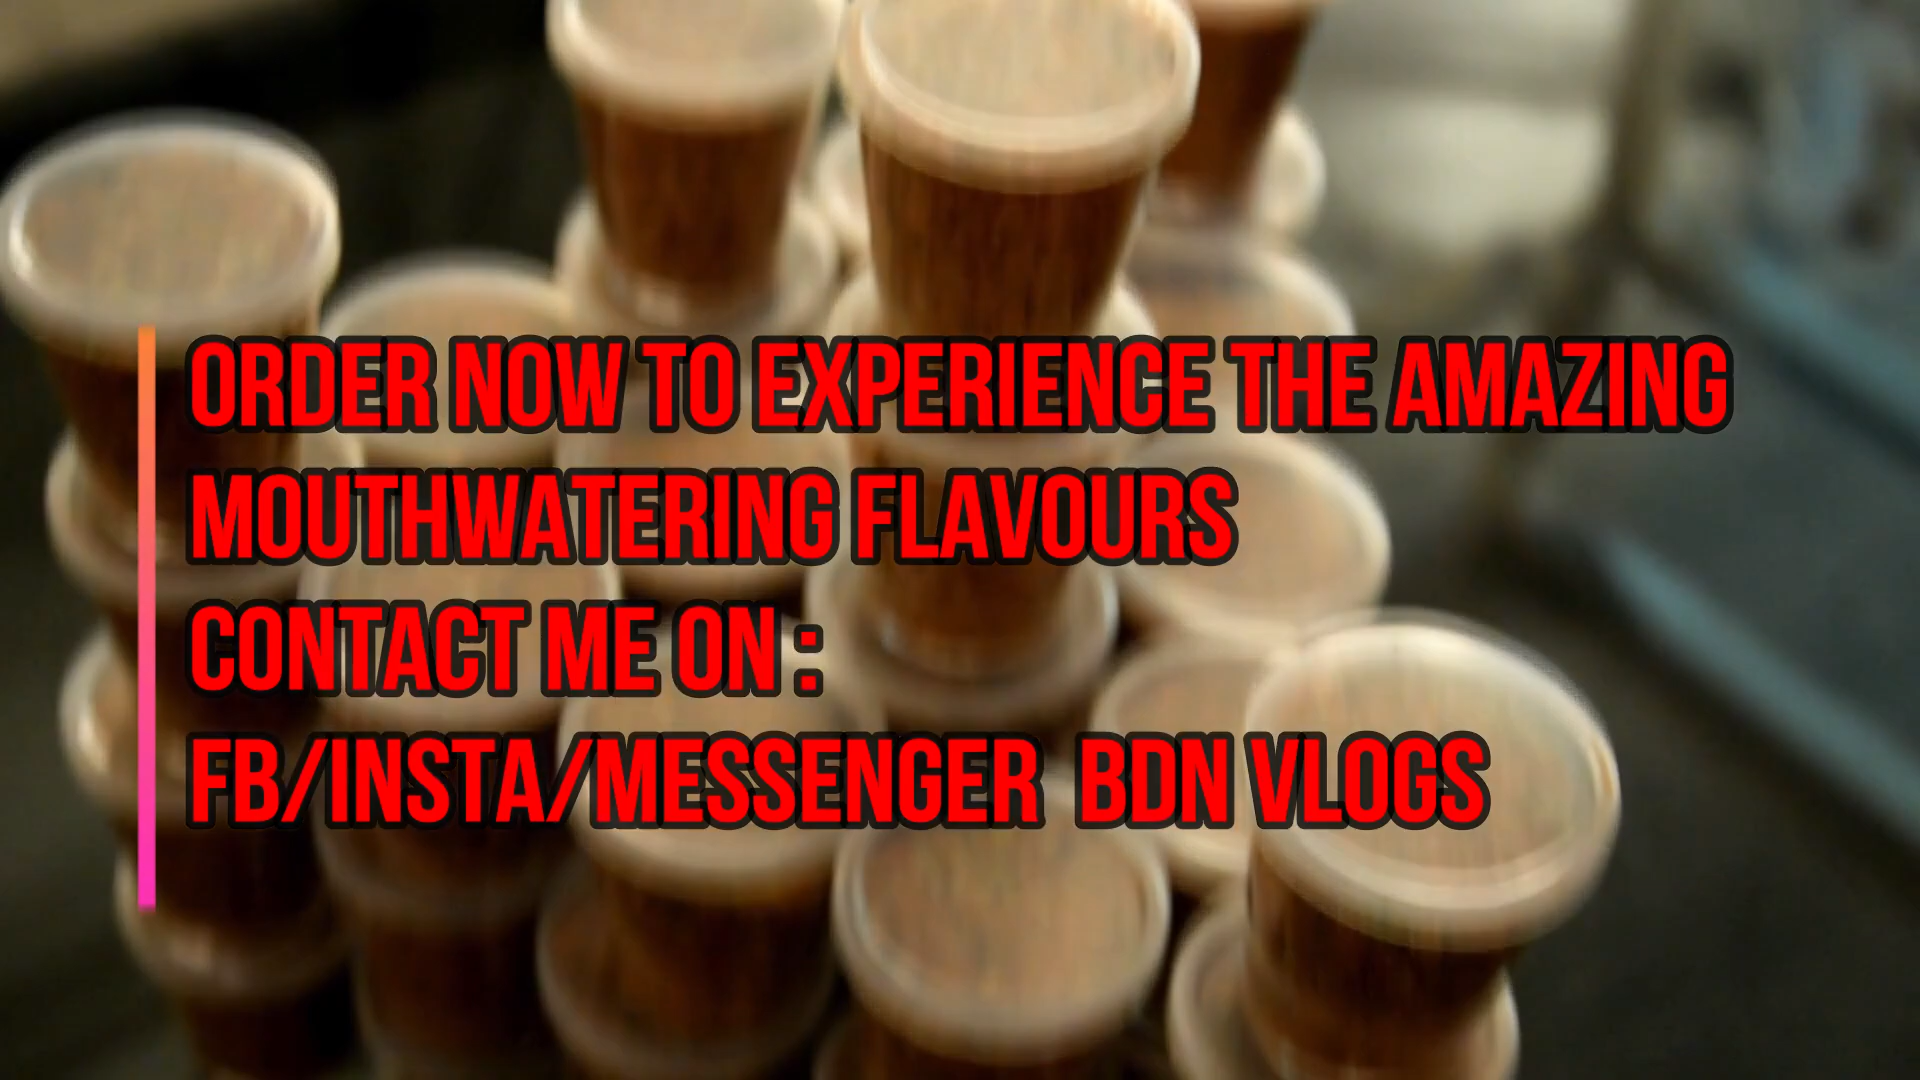 ORDER NOW TO EXPERIENCE THE AMAZING
MOUTHWATERING FLAVOURS
CONTACT ME ON :
FB/INSTA/MESSENGER BDN VLOGS